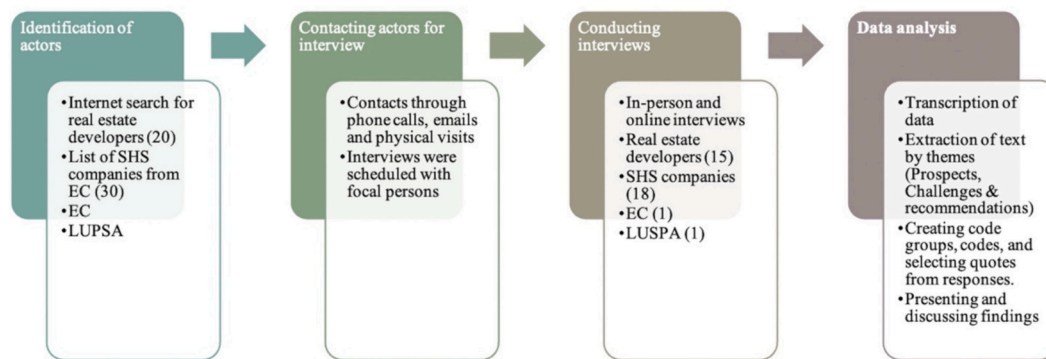 Identification of
actors
• Internet search for
real estate
developers (20)
• List of SHS
companies from
EC (30)
• EC
• LUPSA
Contacting actors for
interview
• Contacts through
phone calls, emails
and physical visits
• Interviews were
scheduled with
focal persons
Conducting
interviews
• In-person and
online interviews
• Real estate
developers (15)
• SHS companies
(18)
• EC (1)
• LUSPA (1)
Data analysis
• Transcription of
data
• Extraction of text
by themes
(Prospects,
Challenges &
recommendations)
• Creating code
groups, codes, and
selecting quotes
from responses.
• Presenting and
discussing findings